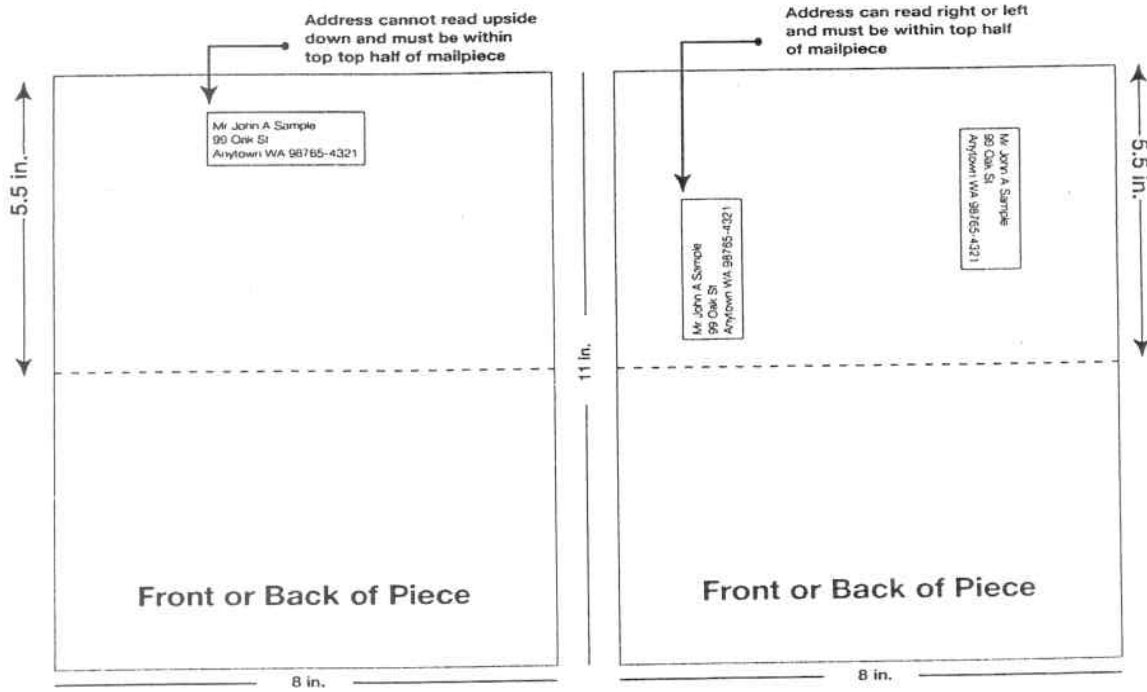 Address cannot read upside
down and must be within
top top half of mailpiece
Mr John A Sample
99 Oak St
Anytown WA 98765-4321
5.5 in.
Front or Back of Piece
8 in.
11 in.
Address can read right or left
and must be within top half
of mailpiece
Mr John A Sample
99 Oak St
Anytown WA 98765-4321
Mr John A Sample
99 Oak St
Anytown WA 98765-4321
5.5 in.
Front or Back of Piece
8 in.